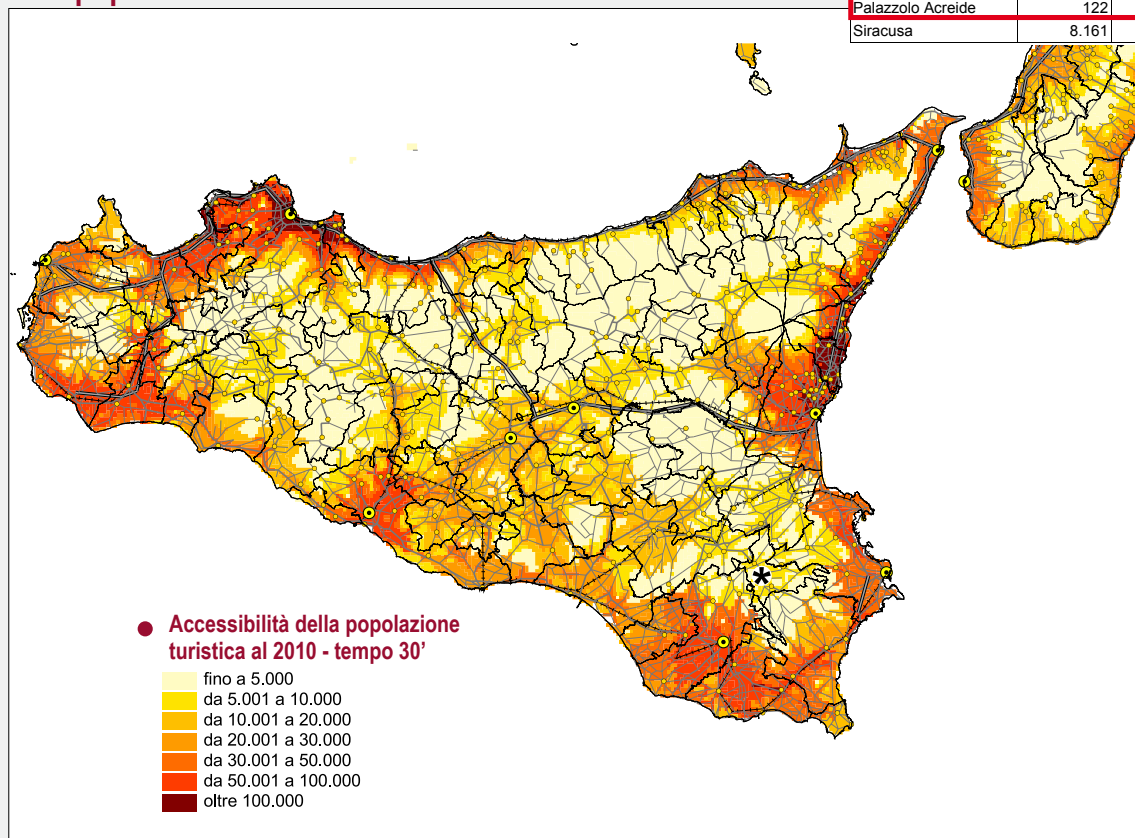 Palazzolo Acreide 122
Siracusa 8.161
*
● Accessibilità della popolazione
turistica al 2010 - tempo 30’
fino a 5.000
da 5.001 a 10.000
da 10.001 a 20.000
da 20.001 a 30.000
da 30.001 a 50.000
da 50.001 a 100.000
oltre 100.000